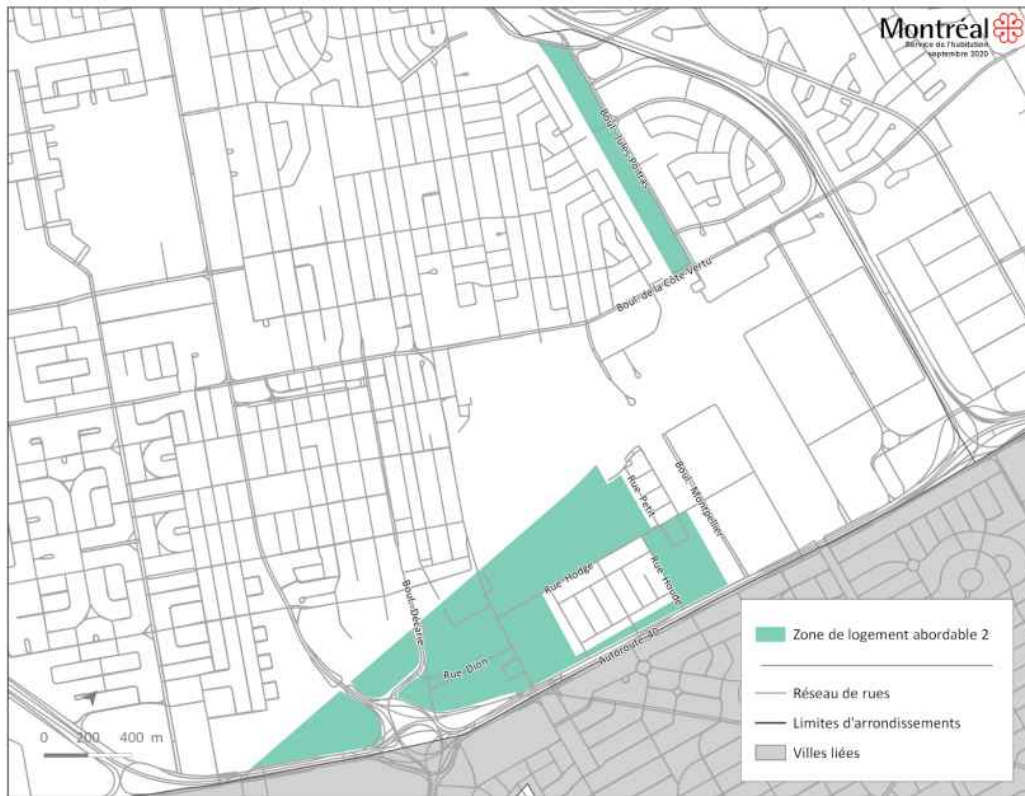 Montréal
Service de l'habitation
septembre 2020
Boul. Jules-Poitras
Boul. de la Côte-Vertu
Rue Petit
Boul. Montpellier
Rue Hodge
Rue Houde
Boul. Décarie
Rue Dion
Autoroute 40
0 200 400 m
Zone de logement abordable 2
Réseau de rues
Limites d'arrondissements
Villes liées